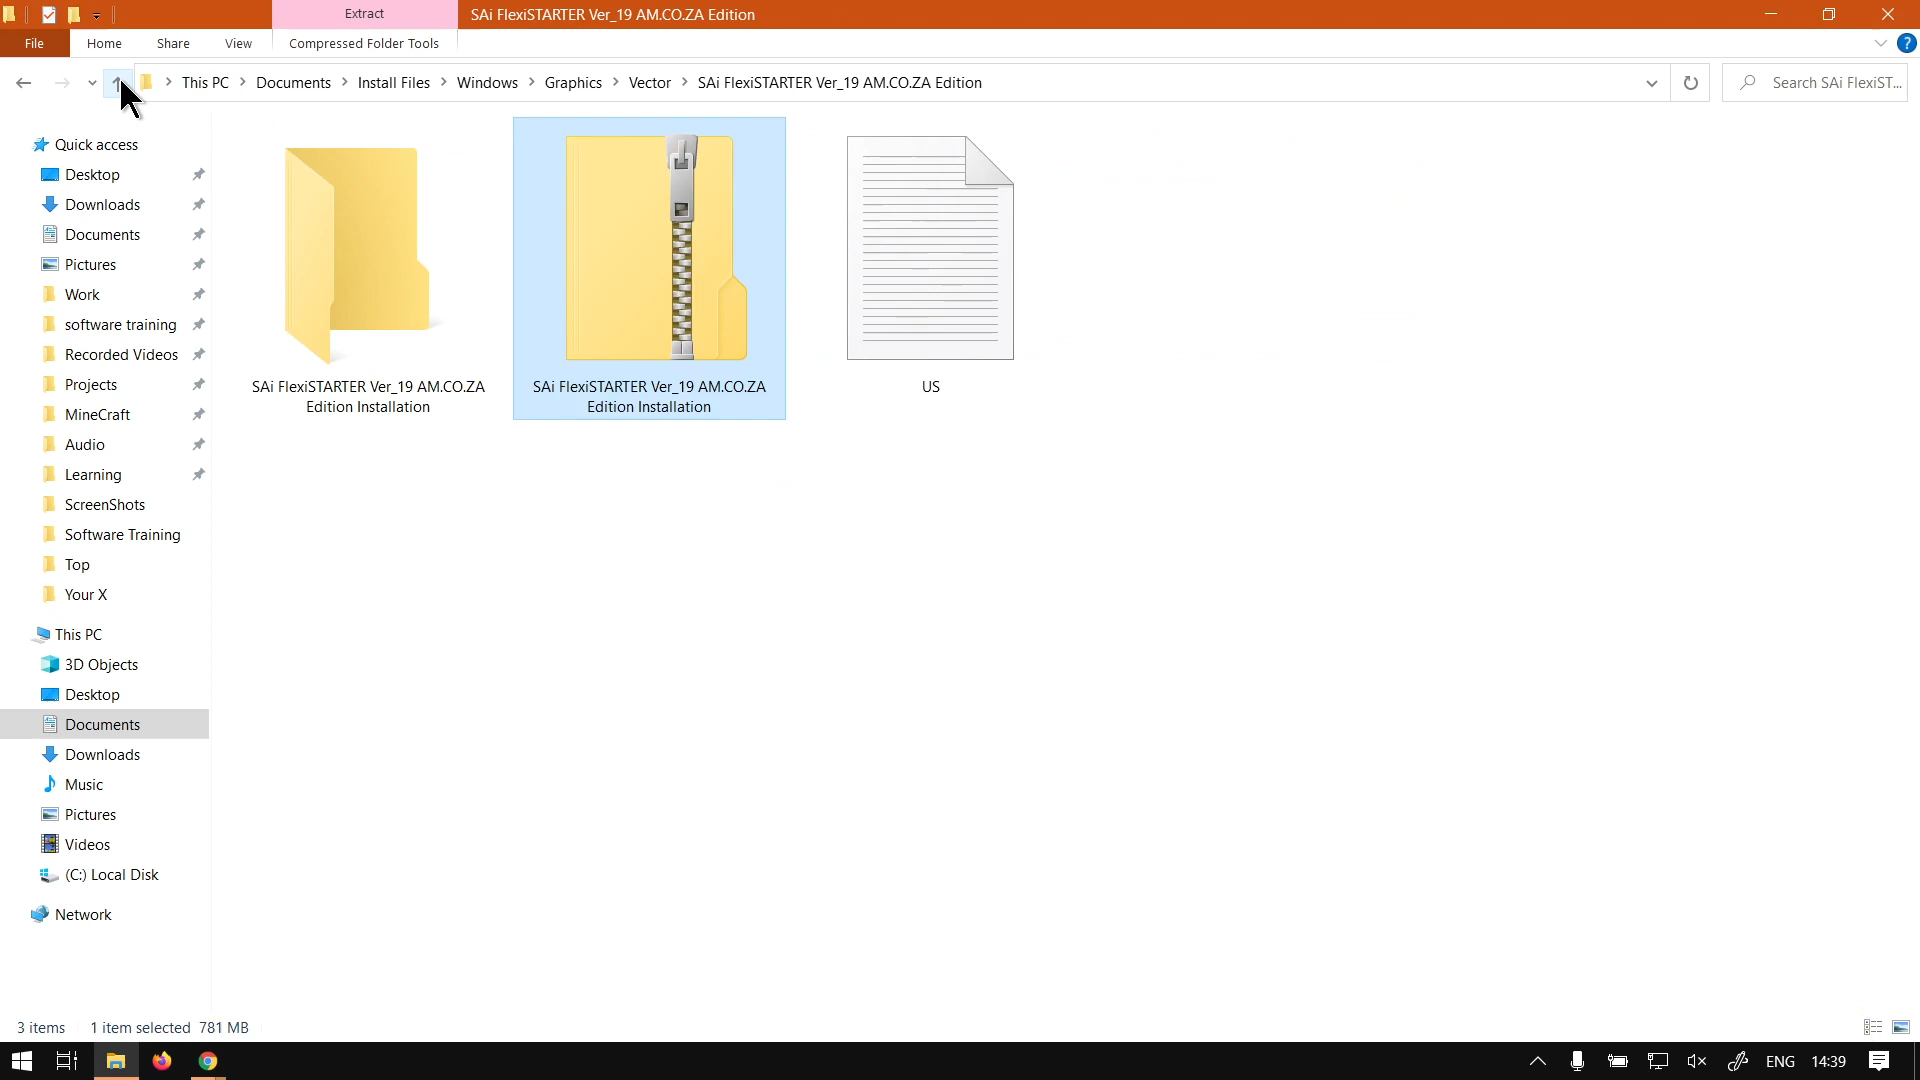 Extract
SAi FlexiSTARTER Ver_19 AM.CO.ZA Edition
File
Home
Share
View
Compressed Folder Tools
This PC
Documents
Install Files
Windows
Graphics
Vector
SAi FlexiSTARTER Ver_19 AM.CO.ZA Edition
Search SAi FlexiST...
Quick access
Desktop
Downloads
Documents
Pictures
Work
software training
Recorded Videos
Projects
MineCraft
Audio
Learning
ScreenShots
Software Training
Top
Your X
This PC
3D Objects
Desktop
Documents
Downloads
Music
Pictures
Videos
(C:) Local Disk
Network
SAi FlexiSTARTER Ver_19 AM.CO.ZA
Edition Installation
SAi FlexiSTARTER Ver_19 AM.CO.ZA
Edition Installation
US
3 items
1 item selected 781 MB
ENG
14:39